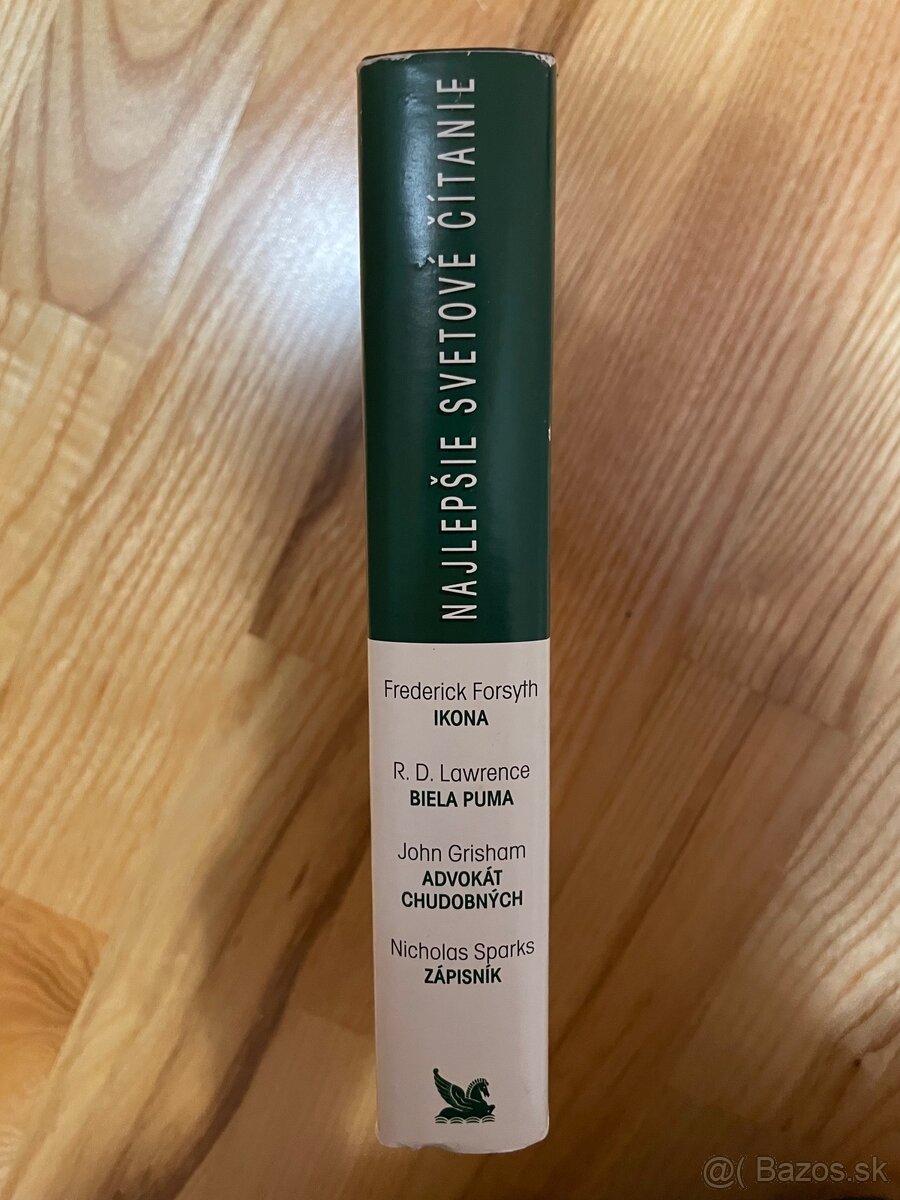 NAJLEPŠIE SVETOVÉ ČÍTANIE
Frederick Forsyth
IKONA
R. D. Lawrence
BIELA PUMA
John Grisham
ADVOKÁT
CHUDOBNÝCH
Nicholas Sparks
ZÁPISNÍK
@( Bazos.sk